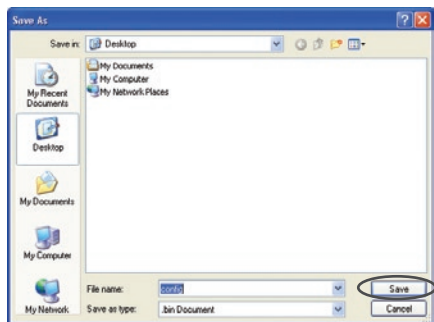 Save As
Save in: Desktop
My Documents
My Computer
My Network Places
My Recent
Documents
Desktop
My Documents
My Computer
My Network
File name: config Save
Save as type: .bin Document Cancel